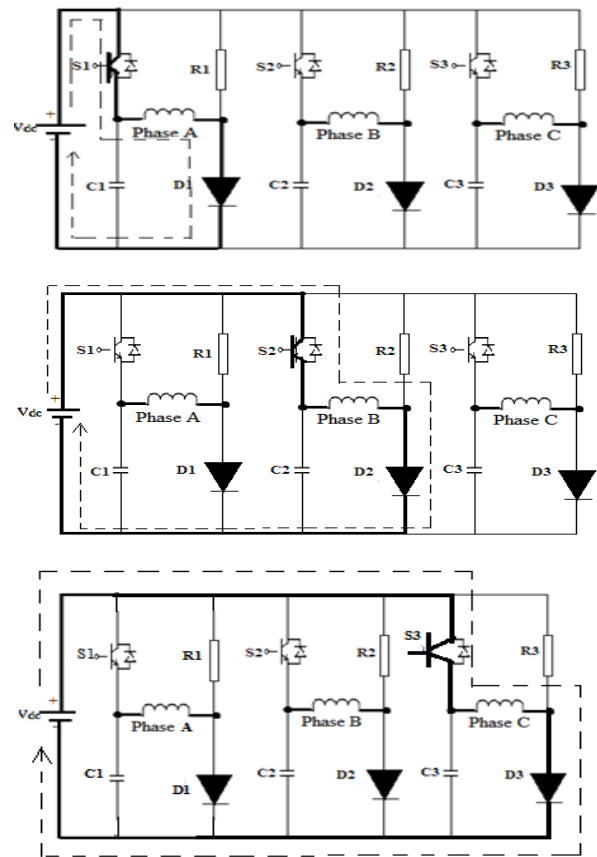 S1 R1 S2 R2 S3 R3
+
Vdc
Phase A Phase B Phase C
C1 D1 C2 D2 C3 D3
S1 R1 S2 R2 S3 R3
+
Vdc
Phase A Phase B Phase C
C1 D1 C2 D2 C3 D3
S1 R1 S2 R2 S3 R3
+
Vdc
Phase A Phase B Phase C
C1 D1 C2 D2 C3 D3